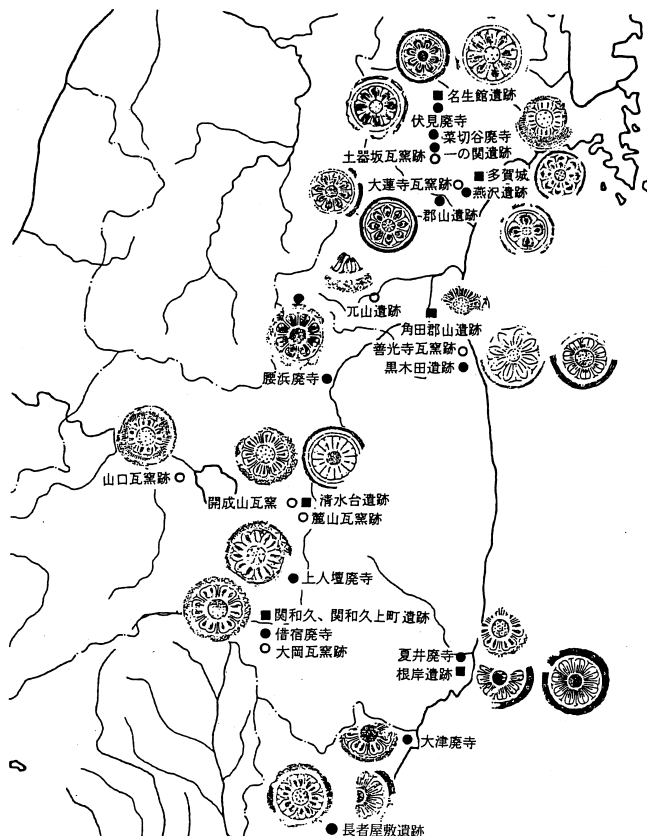 名生館遺跡
伏見廃寺
菜切谷廃寺
土器坂瓦窯跡
一の関遺跡
多賀城
大蓮寺瓦窯跡
燕沢遺跡
郡山遺跡
兀山遺跡
角田郡山遺跡
善光寺瓦窯跡
黒木田遺跡
腰浜廃寺
山口瓦窯跡
開成山瓦窯
清水台遺跡
麓山瓦窯跡
上人壇廃寺
関和久、関和久上町遺跡
借宿廃寺
大岡瓦窯跡
夏井廃寺
根岸遺跡
大津廃寺
長者屋敷遺跡